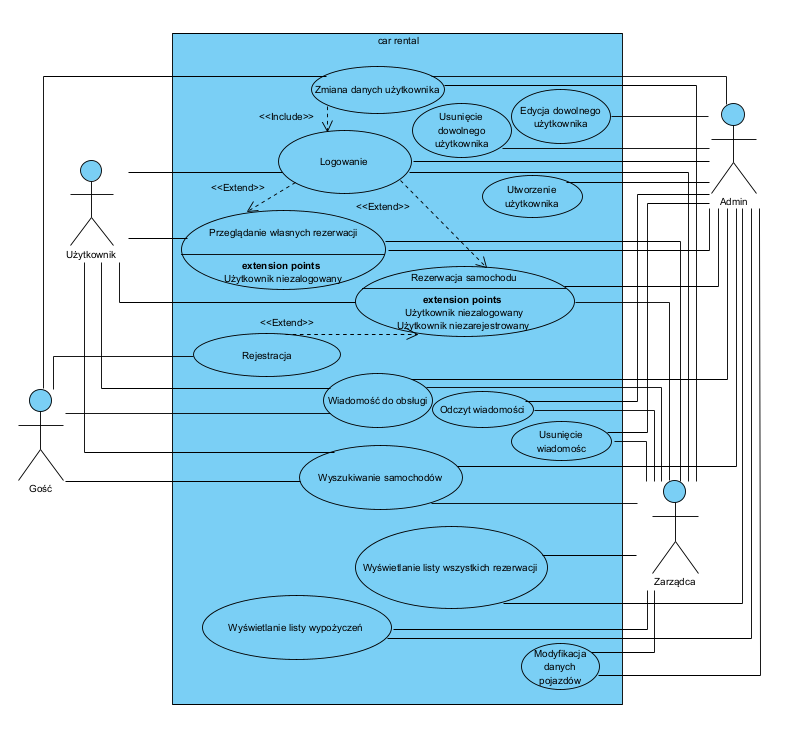 car rental
Zmiana danych użytkownika
<<Include>>
Usunięcie
dowolnego
użytkownika
Edycja dowolnego
użytkownika
Logowanie
Admin
<<Extend>>
<<Extend>>
Utworzenie
użytkownika
Użytkownik
Przeglądanie własnych rezerwacji
extension points
Użytkownik niezalogowany
Rezerwacja samochodu
extension points
Użytkownik niezalogowany
Użytkownik niezarejestrowany
<<Extend>>
Rejestracja
Wiadomość do obsługi
Odczyt wiadomości
Usunięcie
wiadomośc
Gość
Wyszukiwanie samochodów
Wyświetlanie listy wszystkich rezerwacji
Zarządca
Wyświetlanie listy wypożyczeń
Modyfikacja
danych
pojazdów